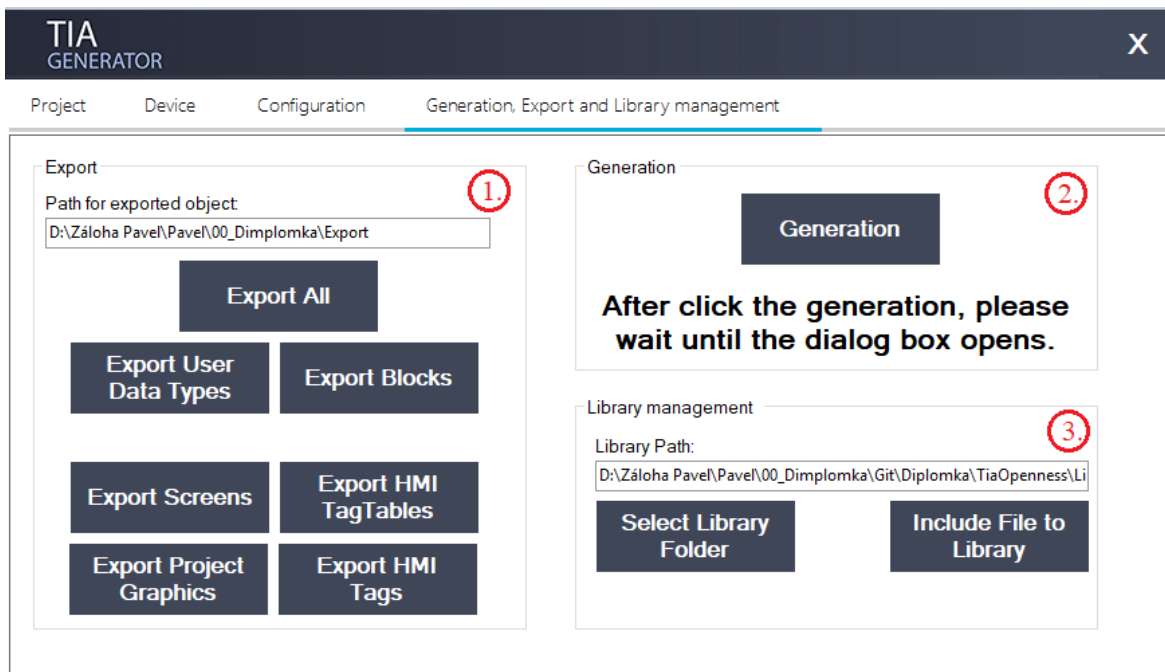 TIA
GENERATOR
X
Project
Device
Configuration
Generation, Export and Library management
Export
1.
Path for exported object:
D:\Záloha Pavel\Pavel\00_Dimplomka\Export
Export All
Export User
Data Types
Export Blocks
Export Screens
Export HMI
TagTables
Export Project
Graphics
Export HMI
Tags
Generation
2.
Generation
After click the generation, please
wait until the dialog box opens.
Library management
3.
Library Path:
D:\Záloha Pavel\Pavel\00_Dimplomka\Git\Diplomka\TiaOpenness\Li
Select Library
Folder
Include File to
Library